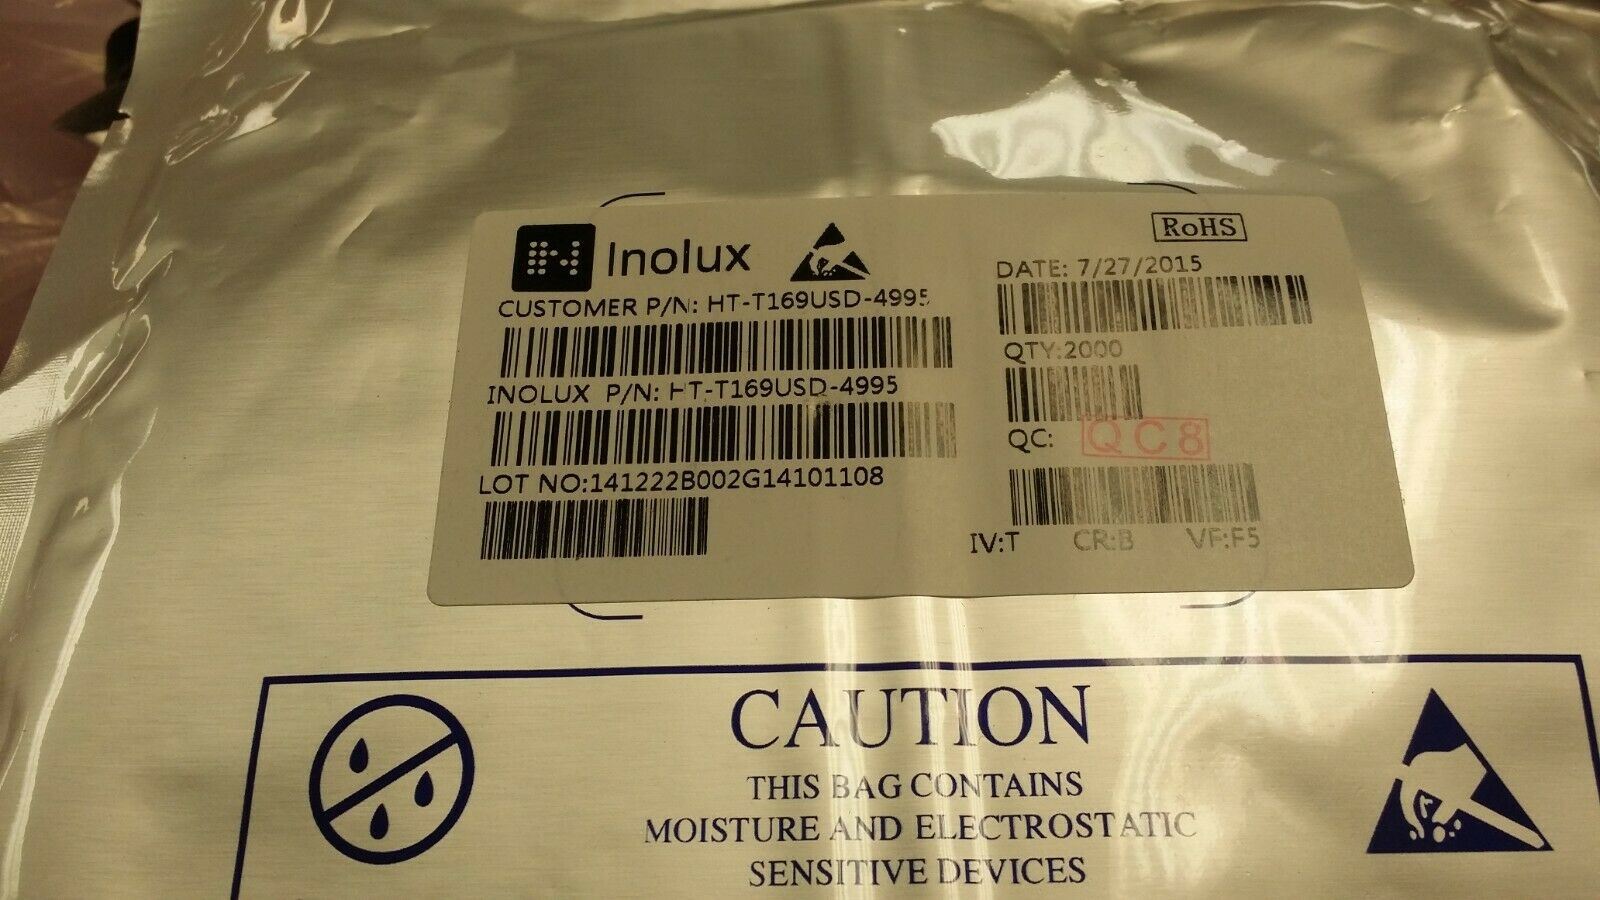 Inolux
CUSTOMER P/N: HT-T169USD-4995
INOLUX P/N: HT-T169USD-4995
LOT NO:141222B002G14101108
RoHS
DATE: 7/27/2015
QTY:2000
QC: QC8
IV:T CR:B VF:F5
CAUTION
THIS BAG CONTAINS
MOISTURE AND ELECTROSTATIC
SENSITIVE DEVICES